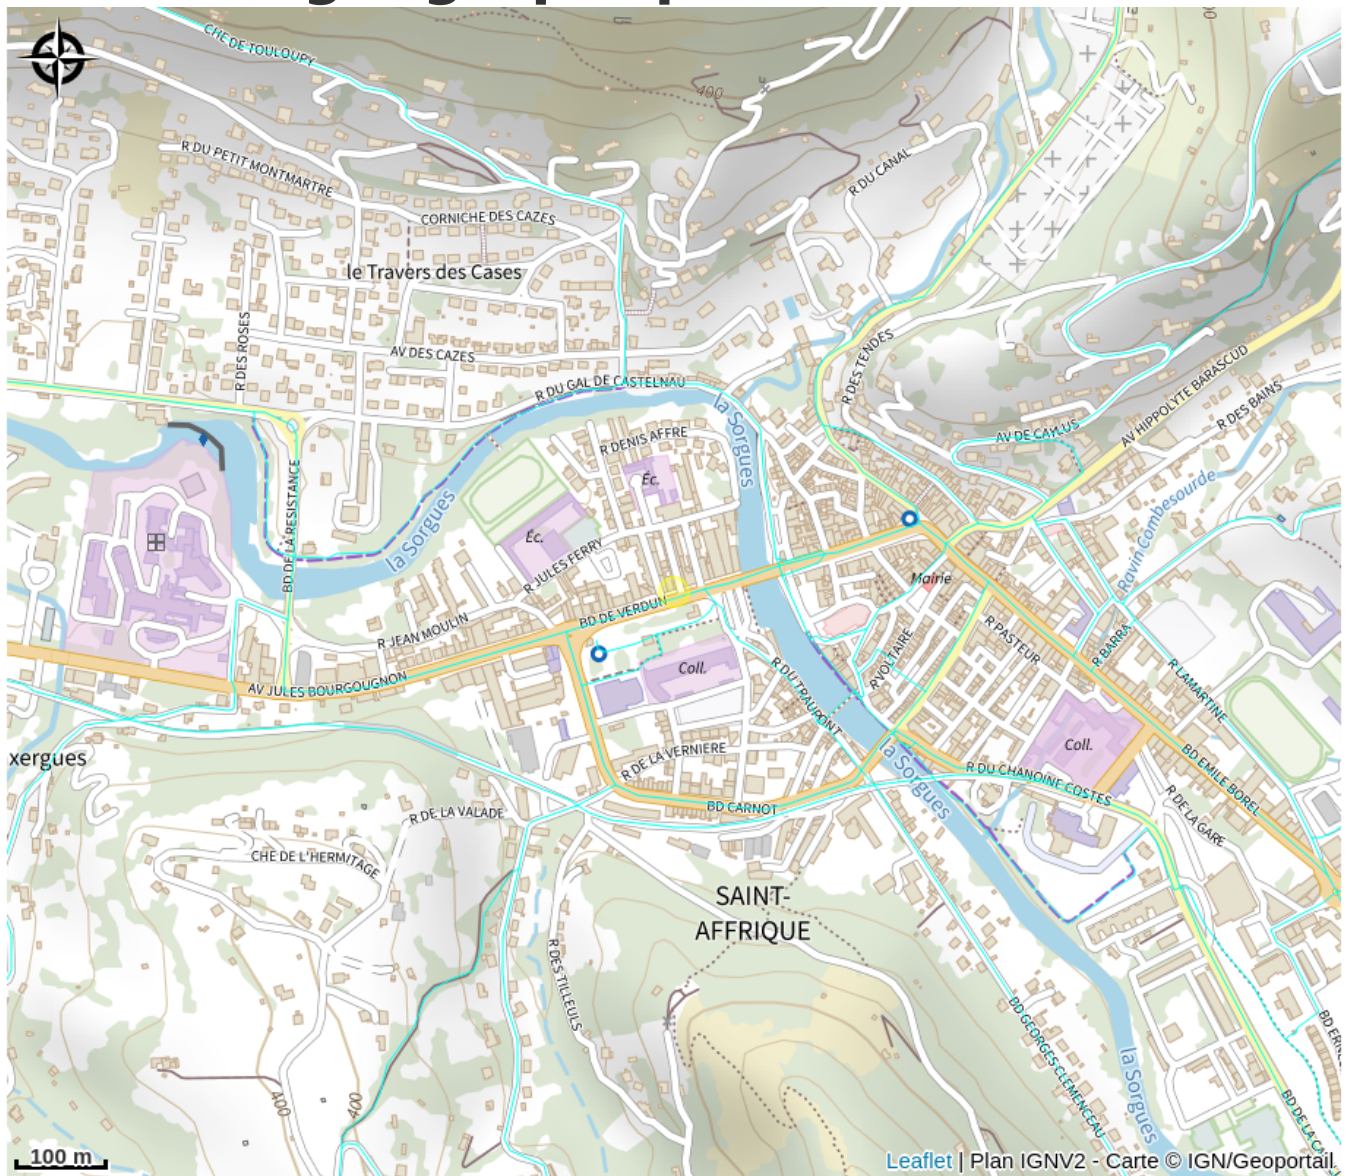 CHE DE TOULOUPY
400
R DU PETIT MONTMARTRE
R DU CANAL
CORNICHE DES CAZES
le Travers des Cases
R DES ROSES
AV DES CAZES
R DES TENDES
R DU GAL DE CASTELNAU
AV HIPPOLYTE BARASCUD
R DES BAINS
la Sorgues
AV DE CAYLUS
R DENIS AFFRE
Éc.
BD DE LA RESISTANCE
la Sorgues
Éc.
Ravin Combesourde
R JULES FERRY
Mairie
BD DE VERDUN
R JEAN MOULIN
R PASTEUR
R BARRA
R VOLTAIRE
Coll.
R DU TRAUPONT
R LAMARTINE
AV JULES BOURGOUGNON
xergues
R DE LA VERNIERE
la Sorgues
Coll.
R DU CHANOINE COSTES
BD EMILE BOREL
BD CARNOT
R DE LA VALADE
R DE LA GARE
CHE DE L'HERMITAGE
SAINT-
AFFRIQUE
R DES TILLEULS
BD GEORGES CLEMENCEAU
la Sorgues
400
400
100 m
Leaflet | Plan IGNV2 - Carte © IGN/Geoportail